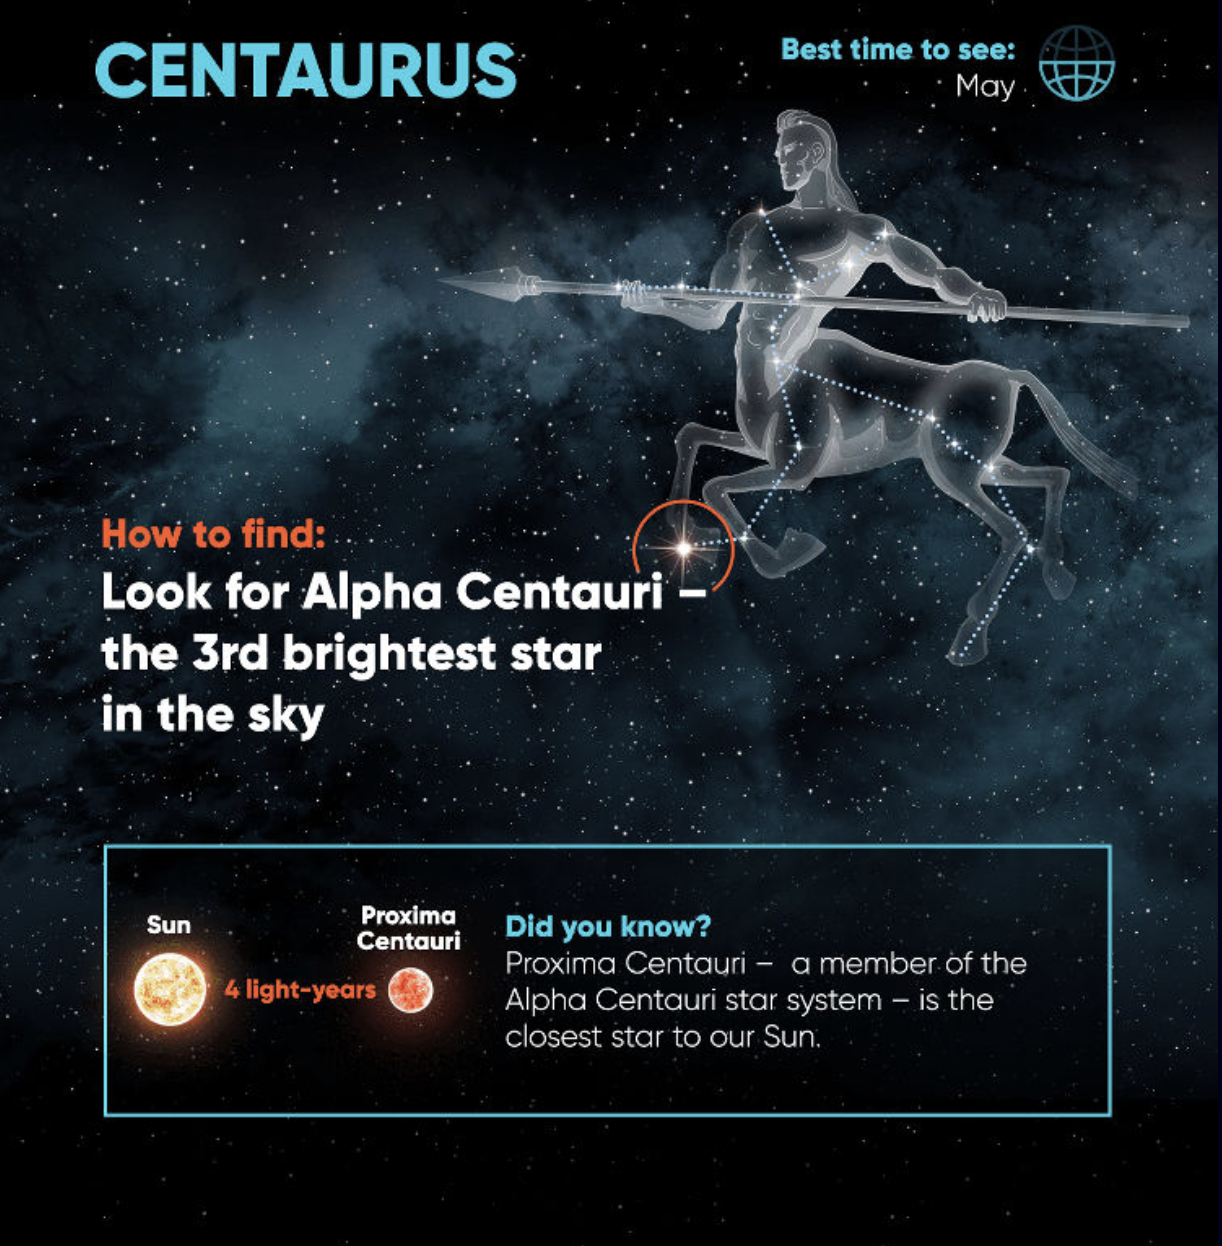 CENTAURUS
Best time to see:
May
How to find:
Look for Alpha Centauri –
the 3rd brightest star
in the sky
Sun
4 light-years
Proxima
Centauri
Did you know?
Proxima Centauri – a member of the
Alpha Centauri star system – is the
closest star to our Sun.